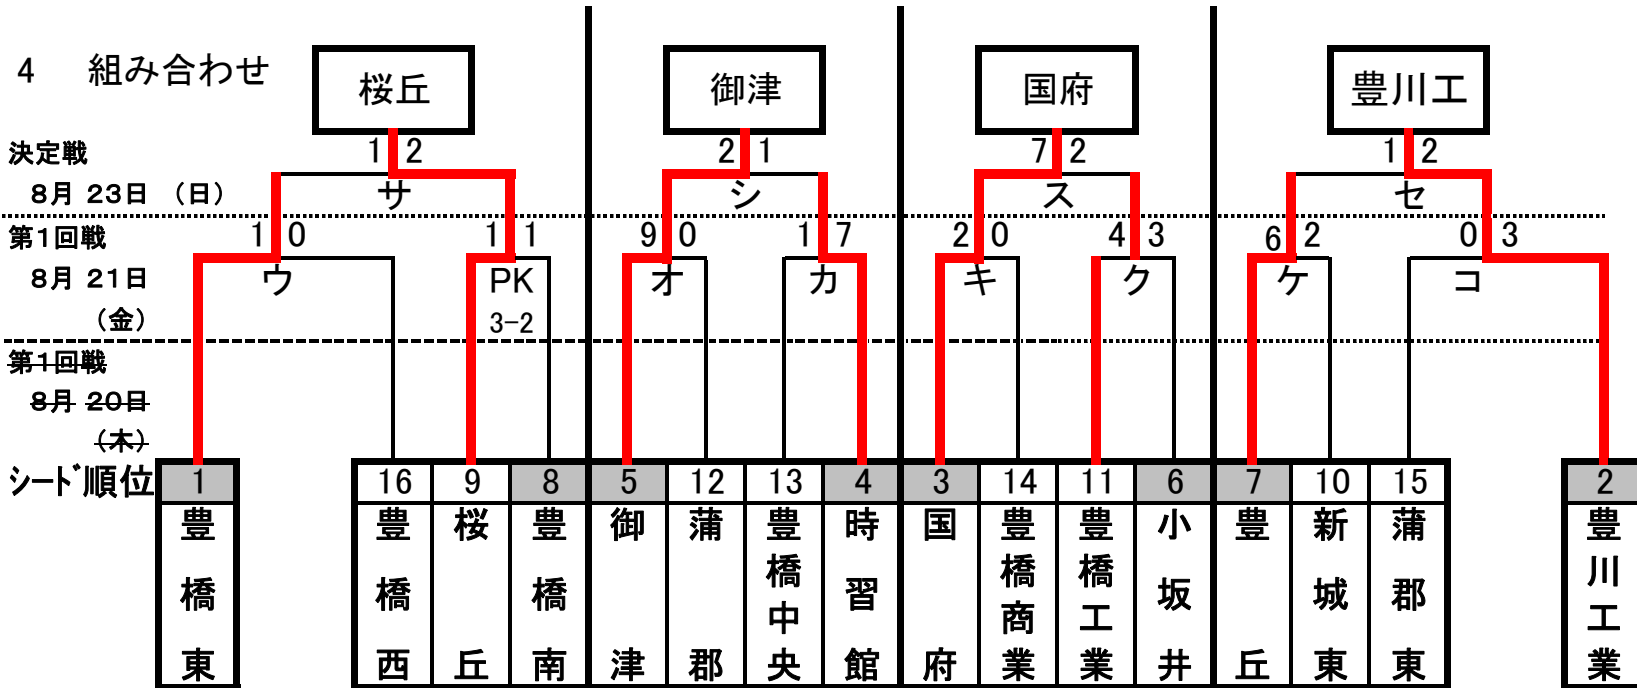 4　組み合わせ
桜丘　御津　国府　豊川工
決定戦　1 2　2 1　7 2　1 2
8月 23日 （日）　サ　シ　ス　セ
第1回戦　1 0　1 1　9 0　1 7　2 0　4 3　6 2　0 3
8月 21日　ウ　PK　オ　カ　キ　ク　ケ　コ
（金）　3-2
第1回戦
8月 20日
（木）
シード順位　1　16　9　8　5　12　13　4　3　14　11　6　7　10　15　2
豊橋東
豊橋西
桜丘
豊橋南
御津
蒲郡
豊橋中央
時習館
国府
豊橋商業
豊橋工業
小坂井
豊丘
新城東
蒲郡東
豊川工業